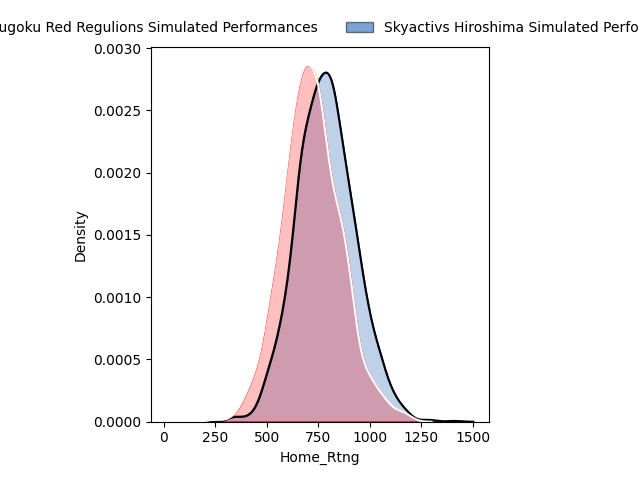 ugoku Red Regulions Simulated Performances Skyactivs Hiroshima Simulated Perfo
0.0030
0.0025
0.0020
0.0015
0.0010
0.0005
0.0000
Density
0 250 500 750 1000 1250 1500
Home_Rtng